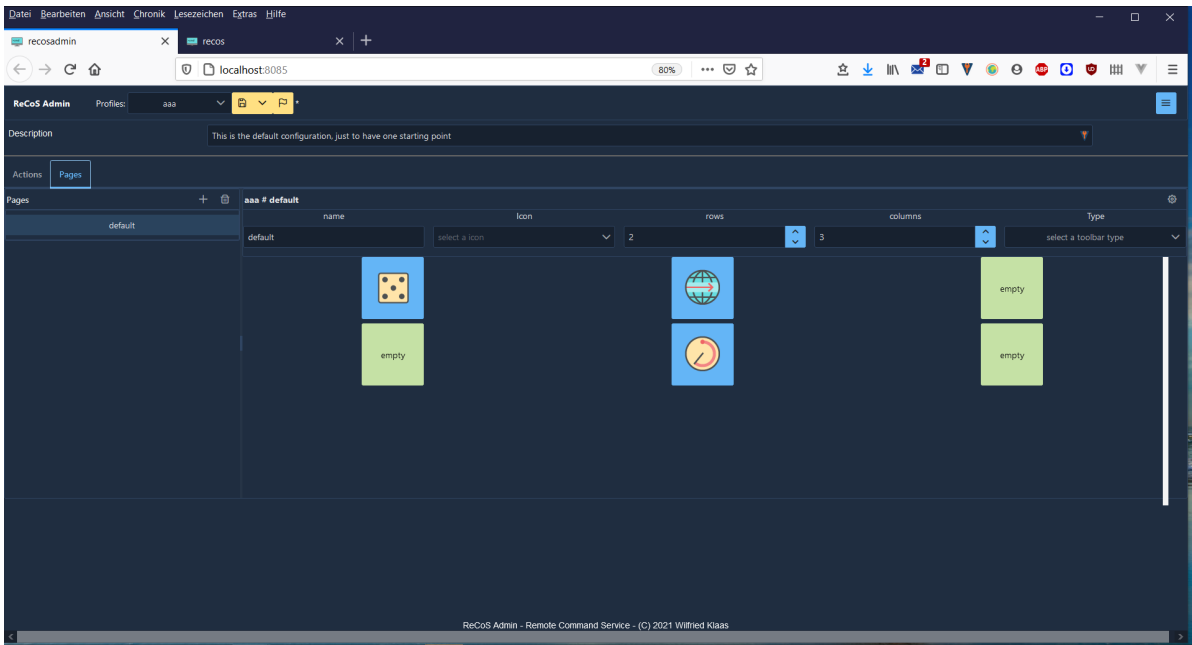 Datei Bearbeiten Ansicht Chronik Lesezeichen Extras Hilfe
recosadmin recos
localhost:8085 80% 2 ABP
ReCoS Admin Profiles: aaa *
Description This is the default configuration, just to have one starting point
Actions Pages
Pages aaa # default
name Icon rows columns Type
default
default select a icon 2 3 select a toolbar type
empty
empty empty
ReCoS Admin - Remote Command Service - (C) 2021 Wilfried Klaas